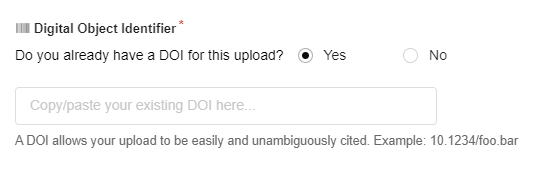 Digital Object Identifier*
Do you already have a DOI for this upload? Yes No
Copy/paste your existing DOI here...
A DOI allows your upload to be easily and unambiguously cited. Example: 10.1234/foo.bar